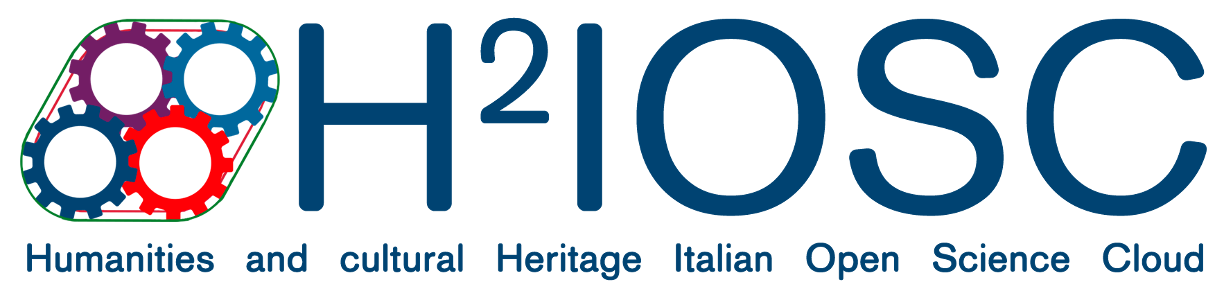 H²IOSC
Humanities and cultural Heritage Italian Open Science Cloud